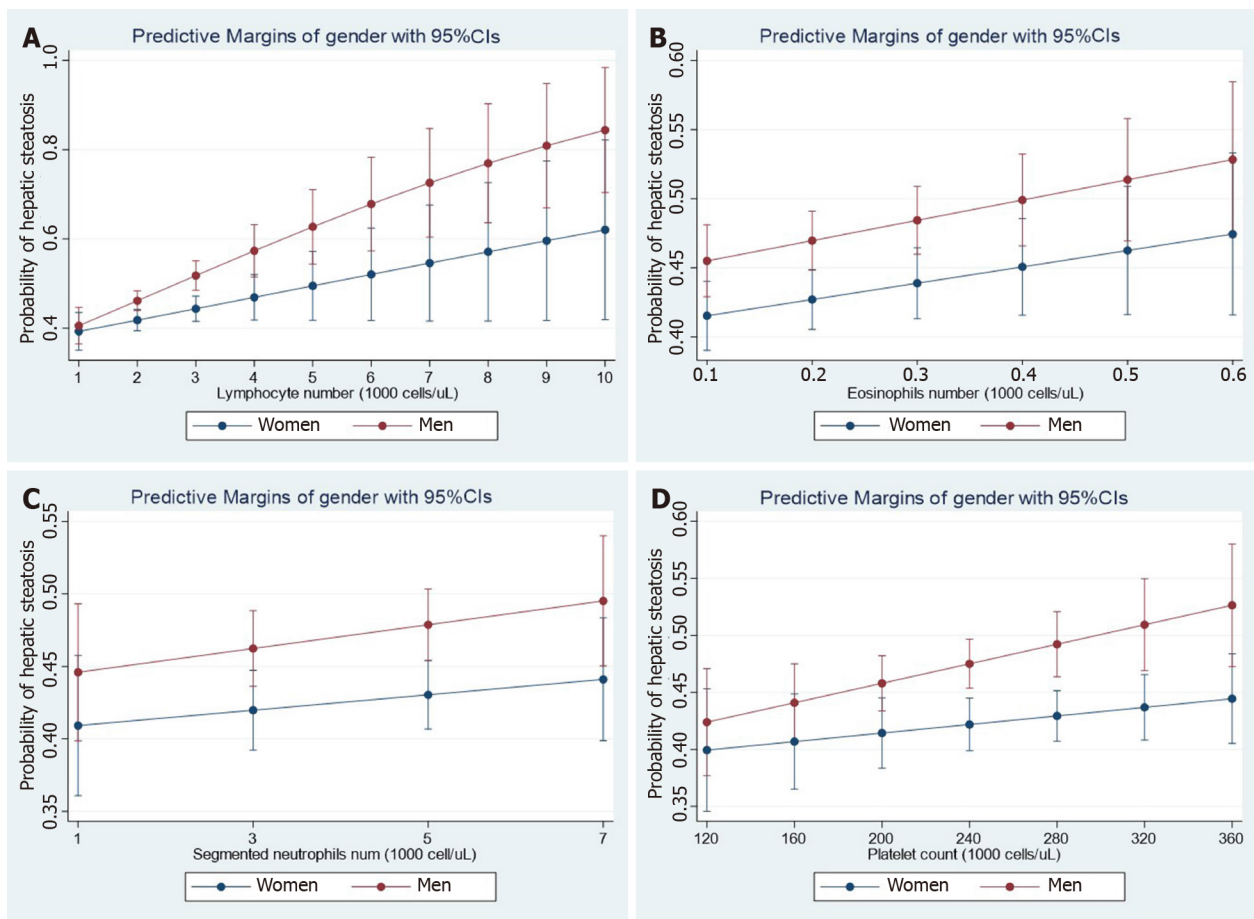 A
Predictive Margins of gender with 95%CIs
Probability of hepatic steatosis
1.0
0.8
0.6
0.4
1 2 3 4 5 6 7 8 9 10
Lymphocyte number (1000 cells/uL)
Women Men
B
Predictive Margins of gender with 95%CIs
Probability of hepatic steatosis
0.60
0.55
0.50
0.45
0.40
0.1 0.2 0.3 0.4 0.5 0.6
Eosinophils number (1000 cells/uL)
Women Men
C
Predictive Margins of gender with 95%CIs
Probability of hepatic steatosis
0.55
0.50
0.45
0.40
0.35
1 3 5 7
Segmented neutrophils num (1000 cell/uL)
Women Men
D
Predictive Margins of gender with 95%CIs
Probability of hepatic steatosis
0.60
0.55
0.50
0.45
0.40
0.35
120 160 200 240 280 320 360
Platelet count (1000 cells/uL)
Women Men